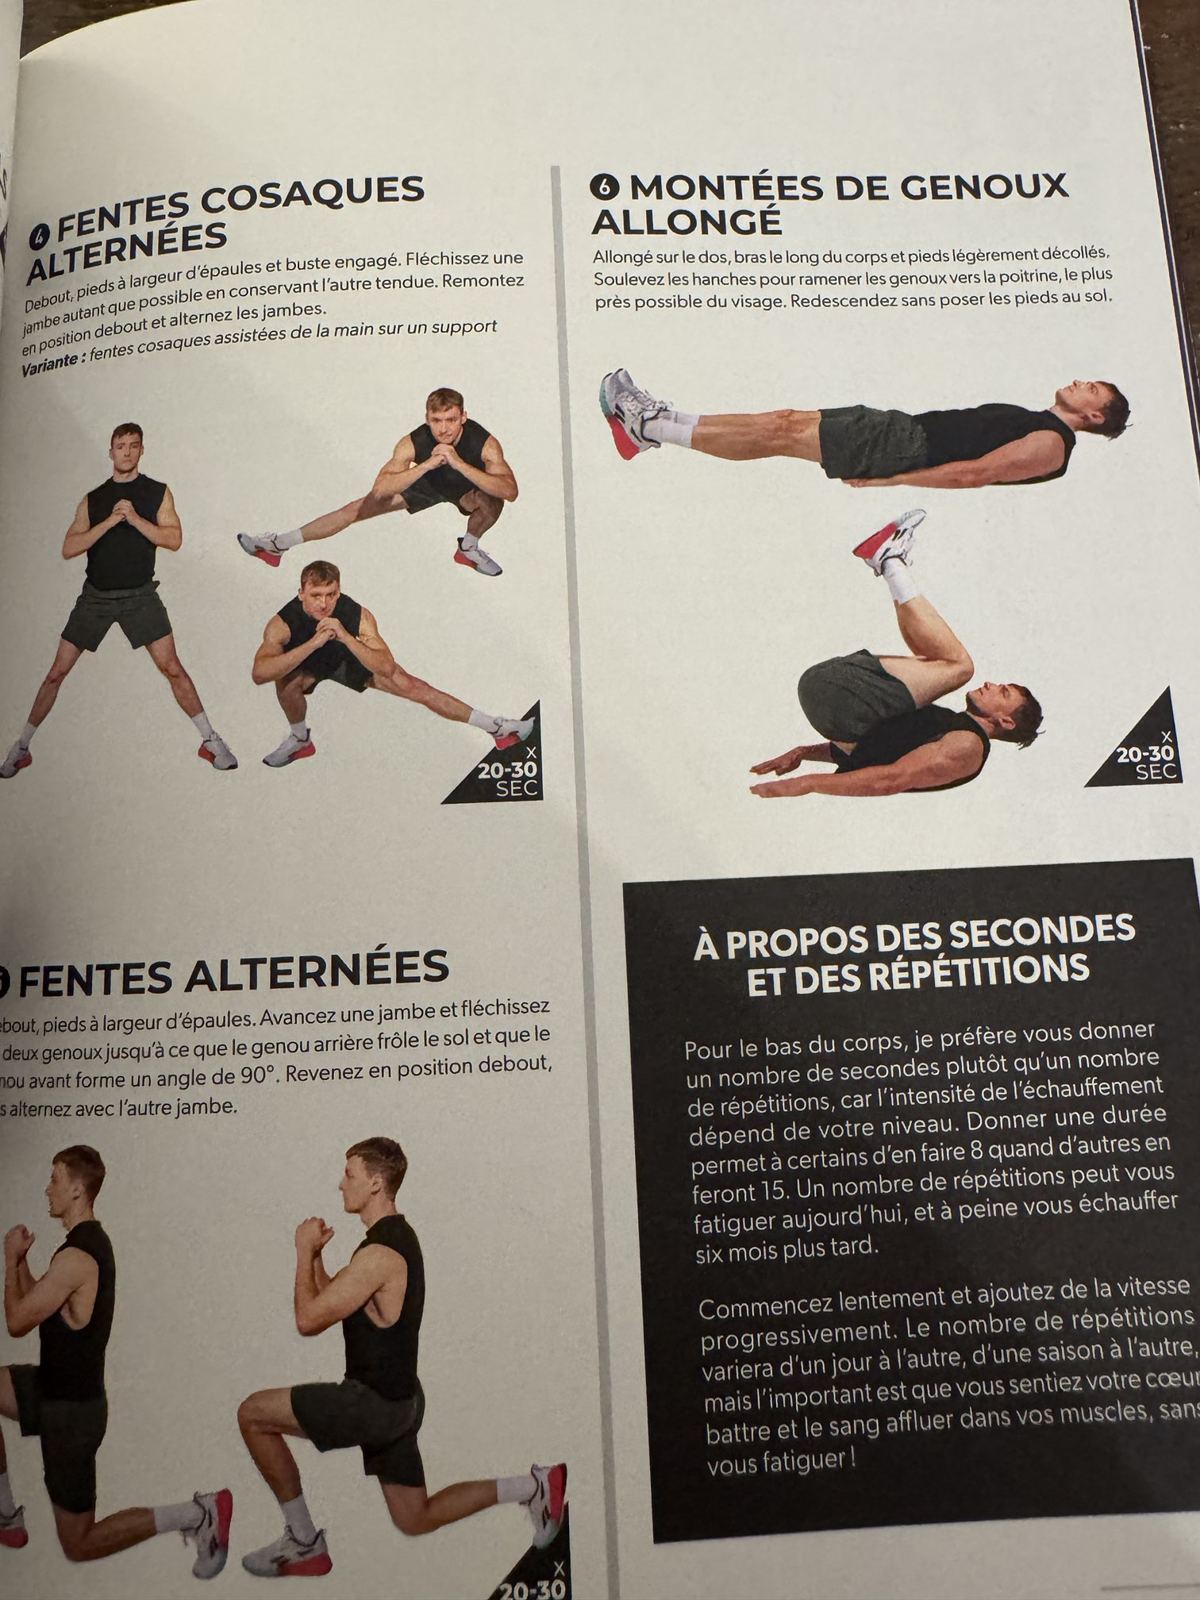 4 FENTES COSAQUES
ALTERNÉES
Debout, pieds à largeur d'épaules et buste engagé. Fléchissez une
jambe autant que possible en conservant l'autre tendue. Remontez
en position debout et alternez les jambes.
Variante : fentes cosaques assistées de la main sur un support
X
20-30
SEC
FENTES ALTERNÉES
ebout, pieds à largeur d'épaules. Avancez une jambe et fléchissez
deux genoux jusqu'à ce que le genou arrière frôle le sol et que le
nou avant forme un angle de 90°. Revenez en position debout,
s alternez avec l'autre jambe.
X
20-30
6 MONTÉES DE GENOUX
ALLONGÉ
Allongé sur le dos, bras le long du corps et pieds légèrement décollés.
Soulevez les hanches pour ramener les genoux vers la poitrine, le plus
près possible du visage. Redescendez sans poser les pieds au sol.
X
20-30
SEC
À PROPOS DES SECONDES
ET DES RÉPÉTITIONS
Pour le bas du corps, je préfère vous donner
un nombre de secondes plutôt qu'un nombre
de répétitions, car l'intensité de l'échauffement
dépend de votre niveau. Donner une durée
permet à certains d'en faire 8 quand d'autres en
feront 15. Un nombre de répétitions peut vous
fatiguer aujourd'hui, et à peine vous échauffer
six mois plus tard.
Commencez lentement et ajoutez de la vitesse
progressivement. Le nombre de répétitions
variera d'un jour à l'autre, d'une saison à l'autre,
mais l'important est que vous sentiez votre cœur
battre et le sang affluer dans vos muscles, sans
vous fatiguer !